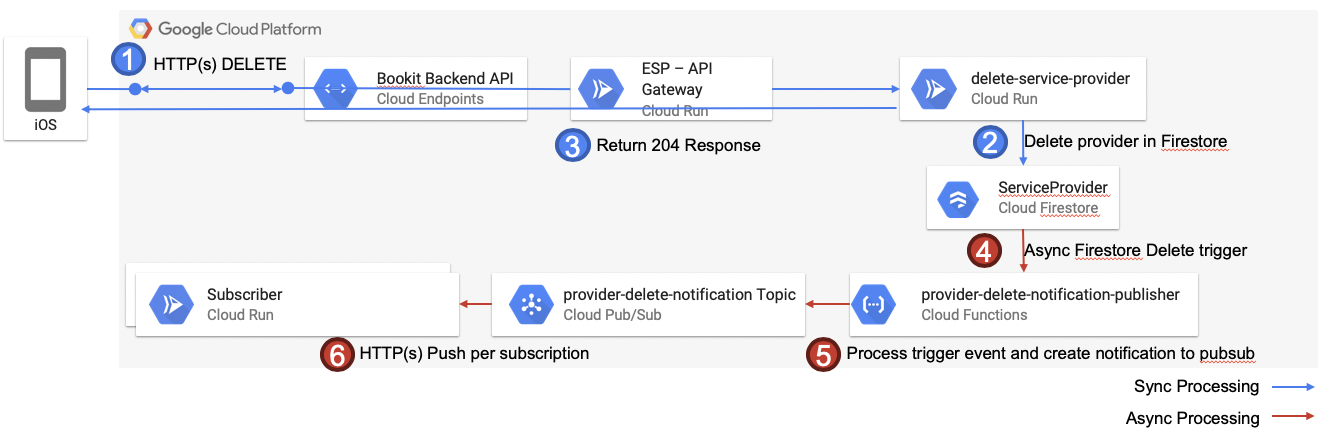 Google Cloud Platform
1
HTTP(s) DELETE
Bookit Backend API
Cloud Endpoints
ESP – API
Gateway
Cloud Run
delete-service-provider
Cloud Run
iOS
3
Return 204 Response
2
Delete provider in Firestore
ServiceProvider
Cloud Firestore
4
Async Firestore Delete trigger
Subscriber
Cloud Run
provider-delete-notification Topic
Cloud Pub/Sub
provider-delete-notification-publisher
Cloud Functions
6
HTTP(s) Push per subscription
5
Process trigger event and create notification to pubsub
Sync Processing
Async Processing